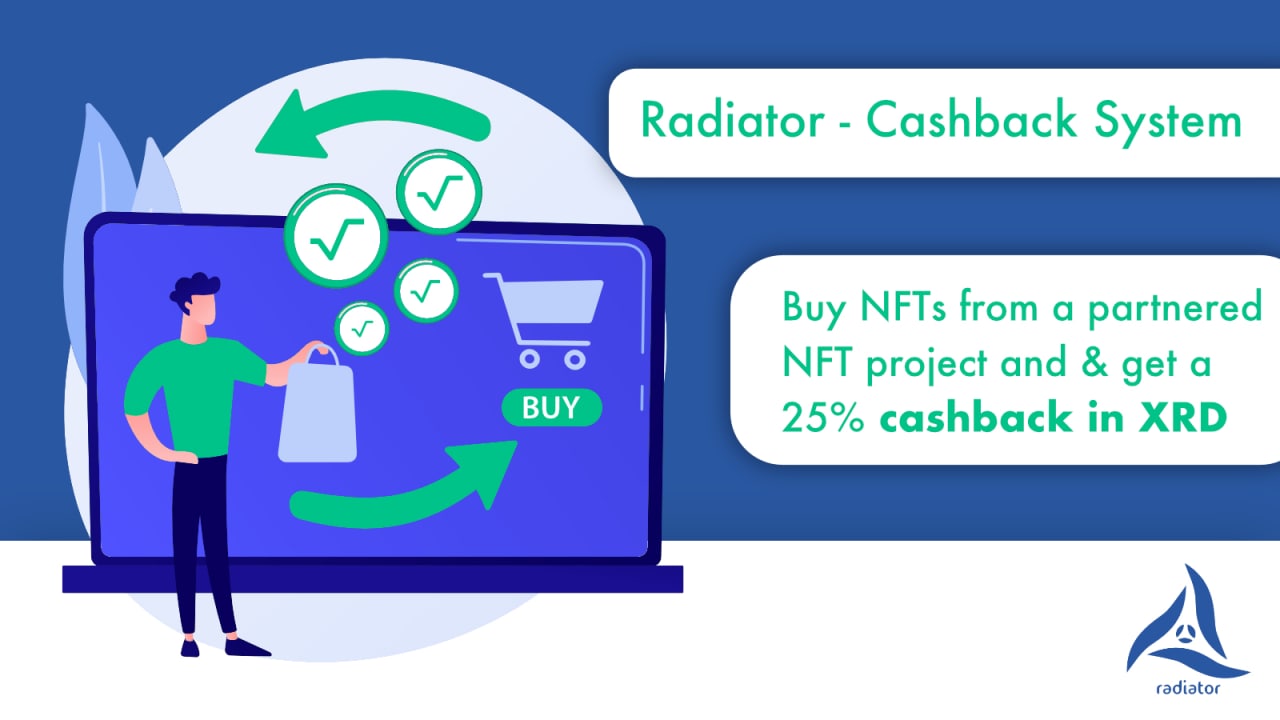 Radiator - Cashback System
Buy NFTs from a partnered
NFT project and & get a
25% cashback in XRD
BUY
radiator